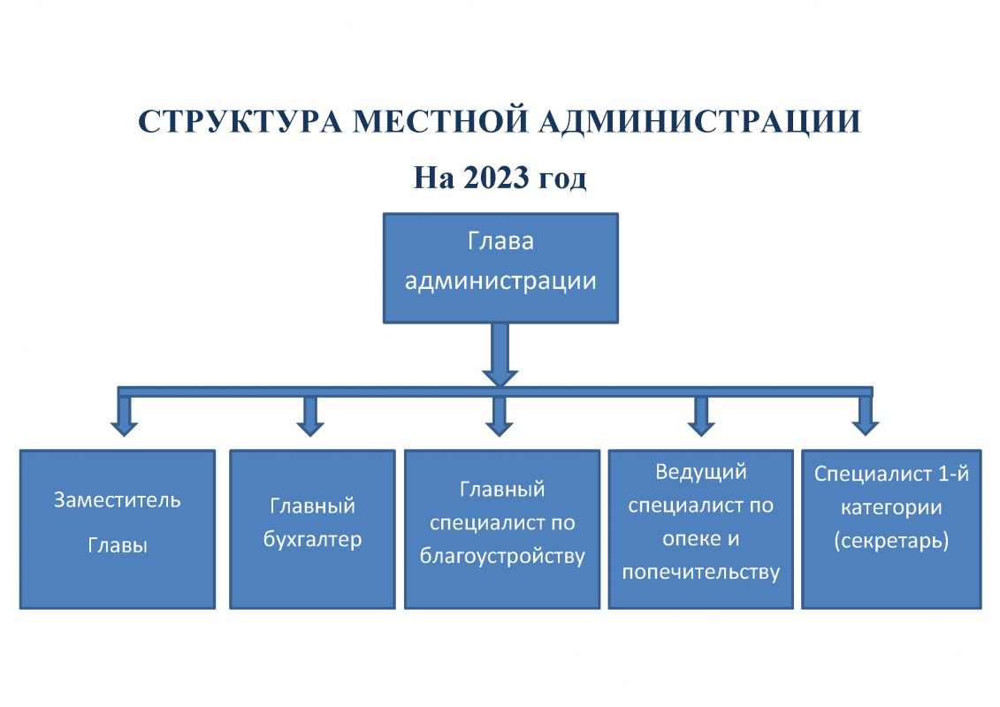 СТРУКТУРА МЕСТНОЙ АДМИНИСТРАЦИИ
На 2023 год
Глава
администрации
Заместитель
Главы
Главный
бухгалтер
Главный
специалист по
благоустройству
Ведущий
специалист по
опеке и
попечительству
Специалист 1-й
категории
(секретарь)